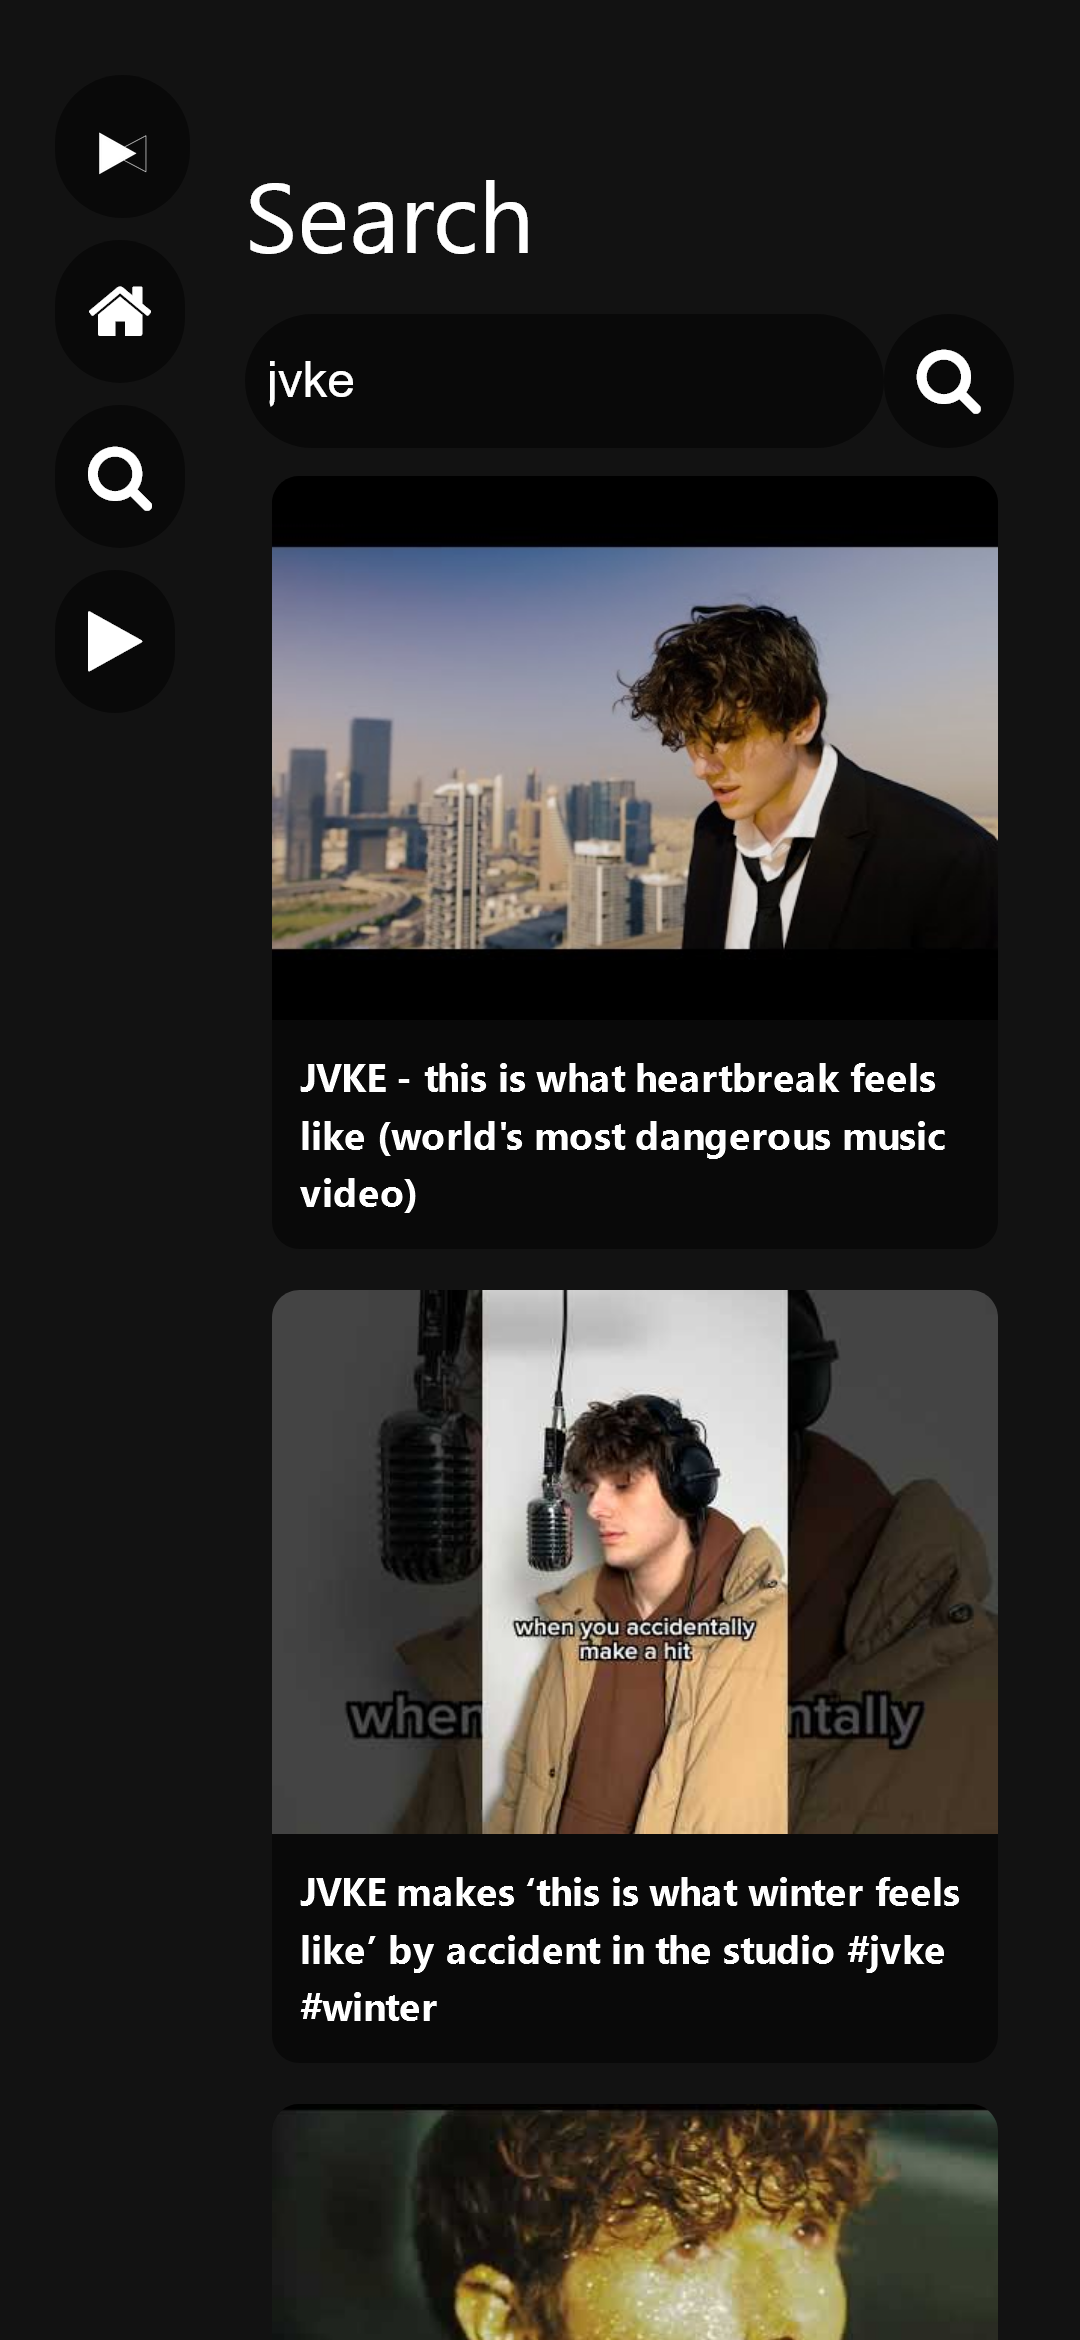 Search
jvke
JVKE - this is what heartbreak feels
like (world's most dangerous music
video)
when you accidentally
make a hit
when
ntally
JVKE makes ‘this is what winter feels
like’ by accident in the studio #jvke
#winter